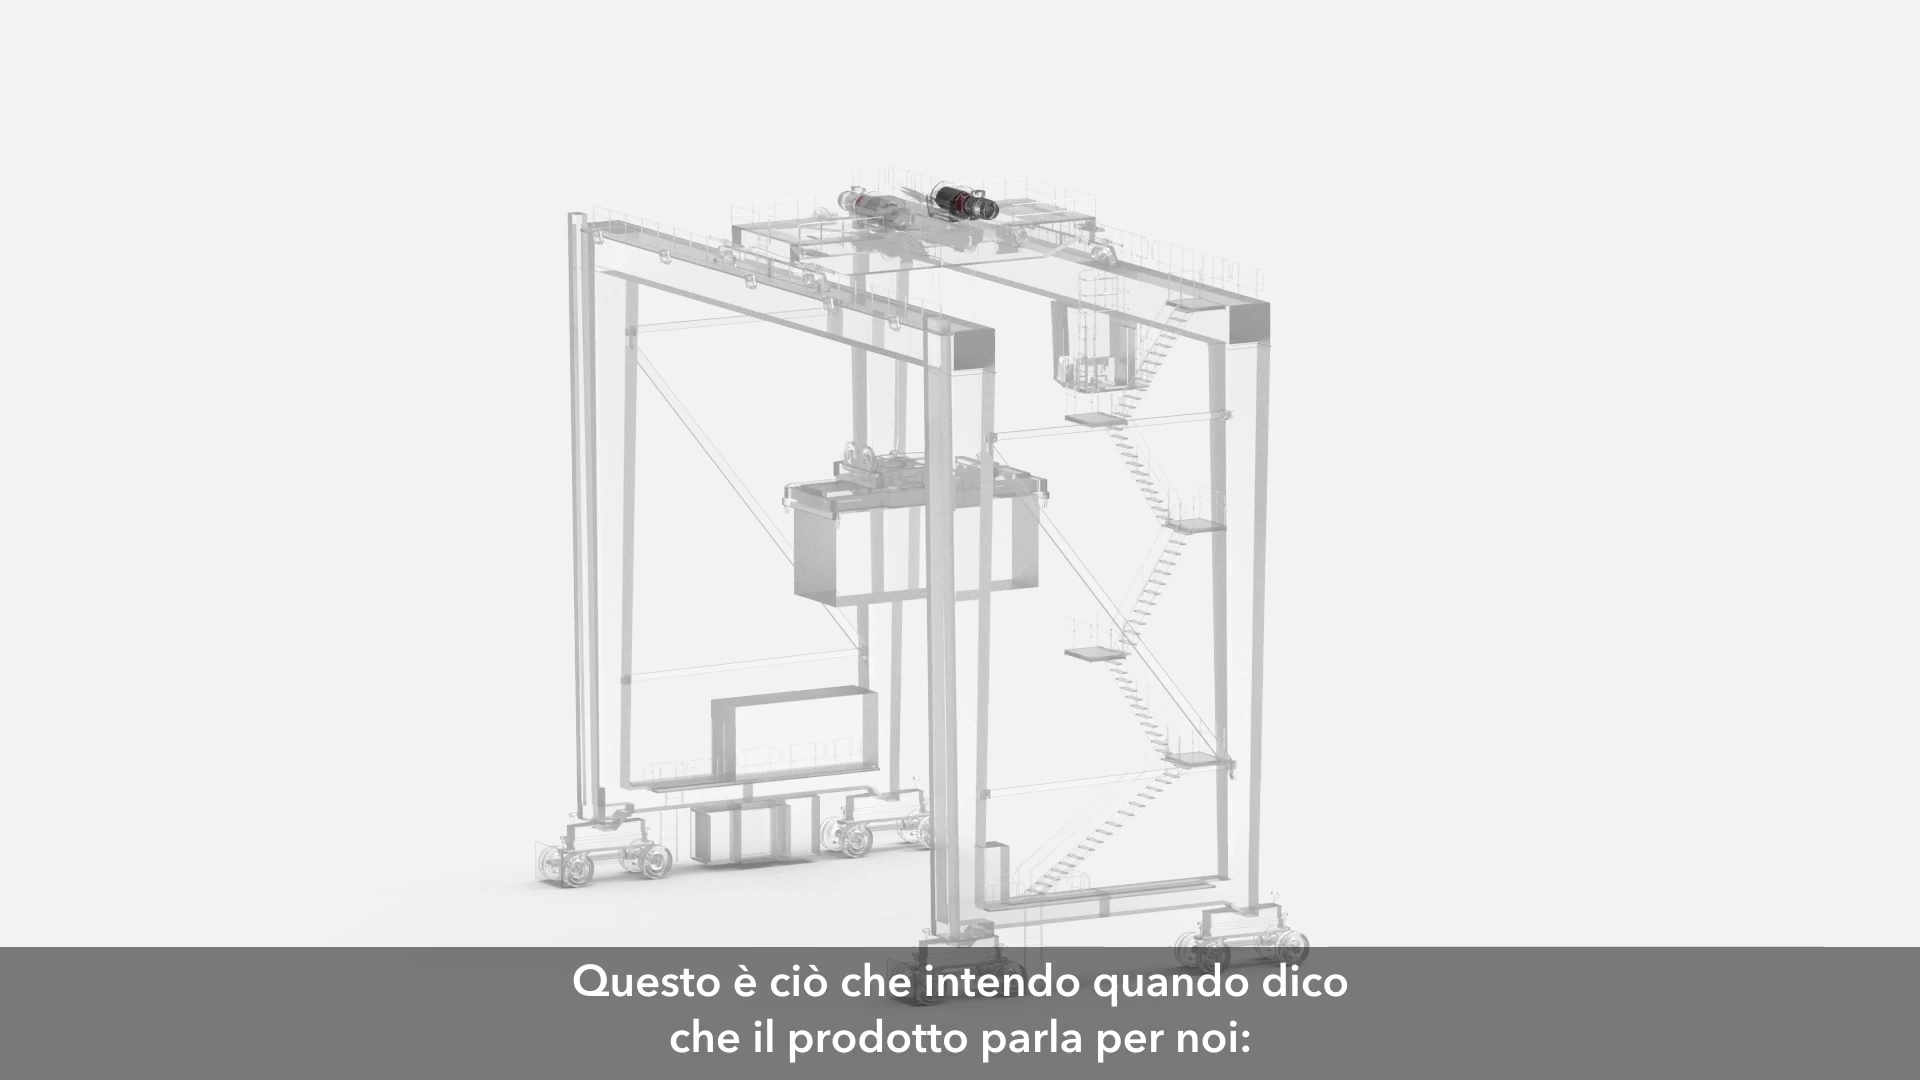 Questo è ciò che intendo quando dico
che il prodotto parla per noi: